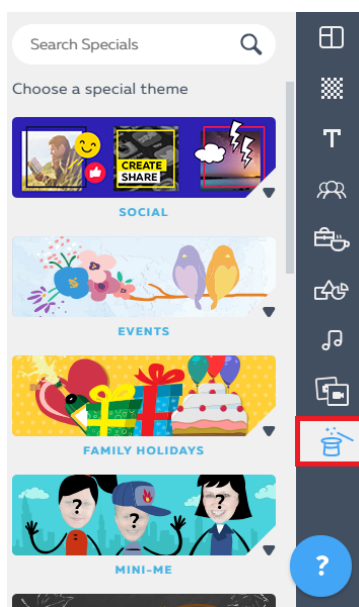 Search Specials
Choose a special theme
CREATE
SHARE
SOCIAL
EVENTS
FAMILY HOLIDAYS
? ? ?
MINI-ME
T
?